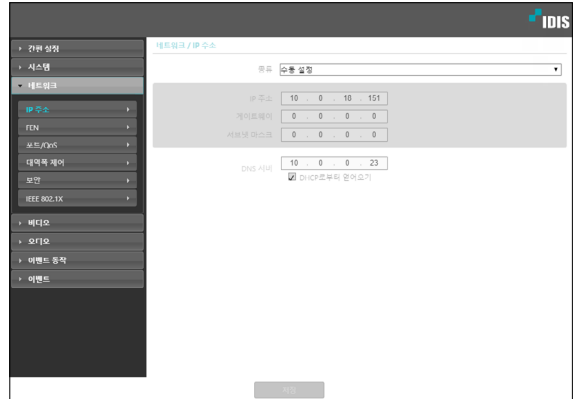 IDIS
간편 설정
시스템
네트워크
IP 주소
FEN
포트/QoS
대역폭 제어
보안
IEEE 802.1X
비디오
오디오
이벤트 동작
이벤트
네트워크 / IP 주소
종류 수동 설정
IP 주소 10 . 0 . 18 . 151
게이트웨이 0 . 0 . 0 . 0
서브넷 마스크 0 . 0 . 0 . 0
DNS 서버 10 . 0 . 0 . 23
DHCP로부터 얻어오기